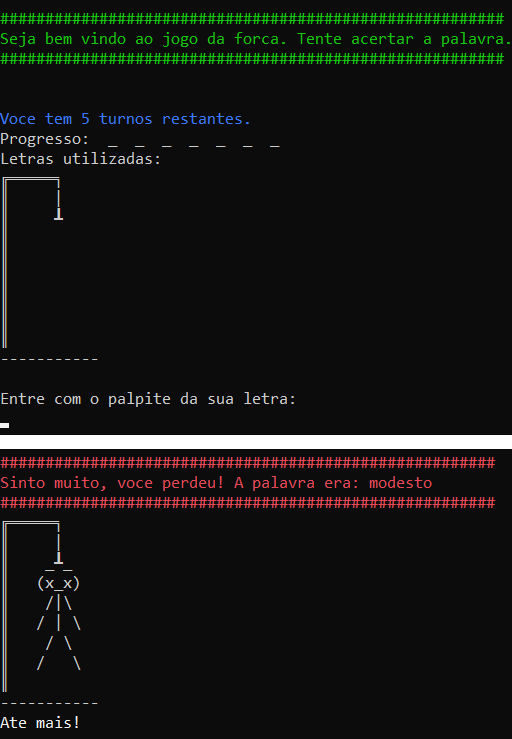 ########################################################
Seja bem vindo ao jogo da forca. Tente acertar a palavra.
########################################################
Voce tem 5 turnos restantes.
Progresso:  _  _  _  _  _  _  _
Letras utilizadas:
-----------
Entre com o palpite da sua letra:
#######################################################
Sinto muito, voce perdeu! A palavra era: modesto
#######################################################
(x_x)
-----------
Ate mais!